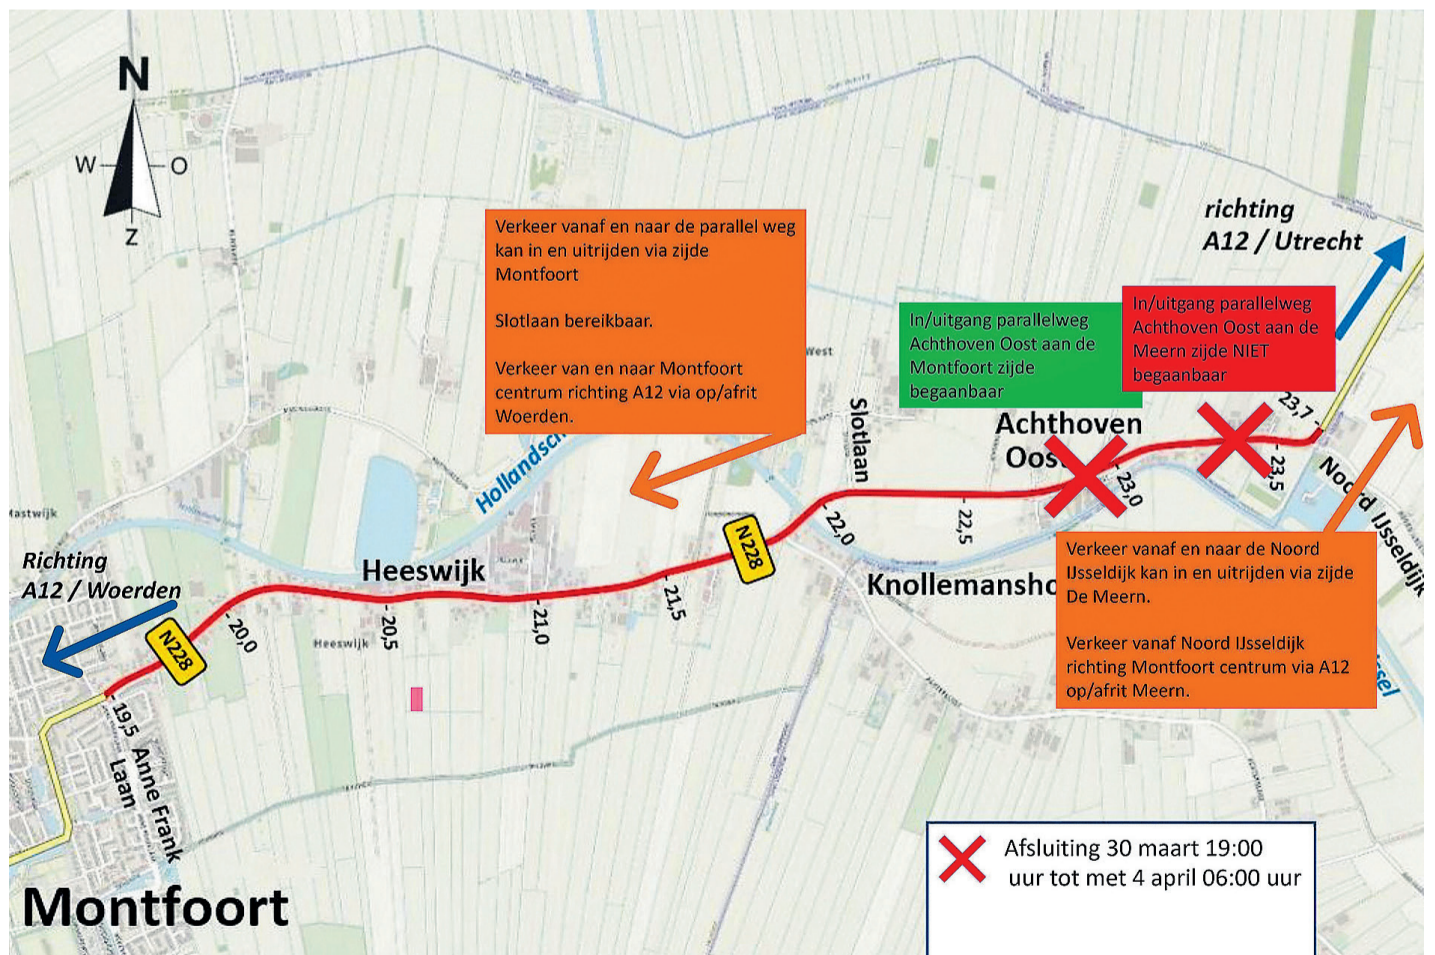 N
W
O
Z
Verkeer vanaf en naar de parallel weg
kan in en uitrijden via zijde
Montfoort
Slotlaan bereikbaar.
Verkeer van en naar Montfoort
centrum richting A12 via op/afrit
Woerden.
richting
A12 / Utrecht
In/uitgang parallelweg
Achthoven Oost aan de
Montfoort zijde
begaanbaar
In/uitgang parallelweg
Achthoven Oost aan de
Meern zijde NIET
begaanbaar
West
Slotlaan
Achthoven
Oost
23,7
23,5
23,0
22,5
22,0
21,5
21,0
20,5
20,0
19,5
Noord IJsseldijk
Hollandsch
Mastwijk
Richting
A12 / Woerden
N228
N228
Heeswijk
Heeswijk
Knollemansho
Verkeer vanaf en naar de Noord
IJsseldijk kan in en uitrijden via zijde
De Meern.
Verkeer vanaf Noord IJsseldijk
richting Montfoort centrum via A12
op/afrit Meern.
ssel
Anne Frank
Laan
Montfoort
Afsluiting 30 maart 19:00
uur tot met 4 april 06:00 uur